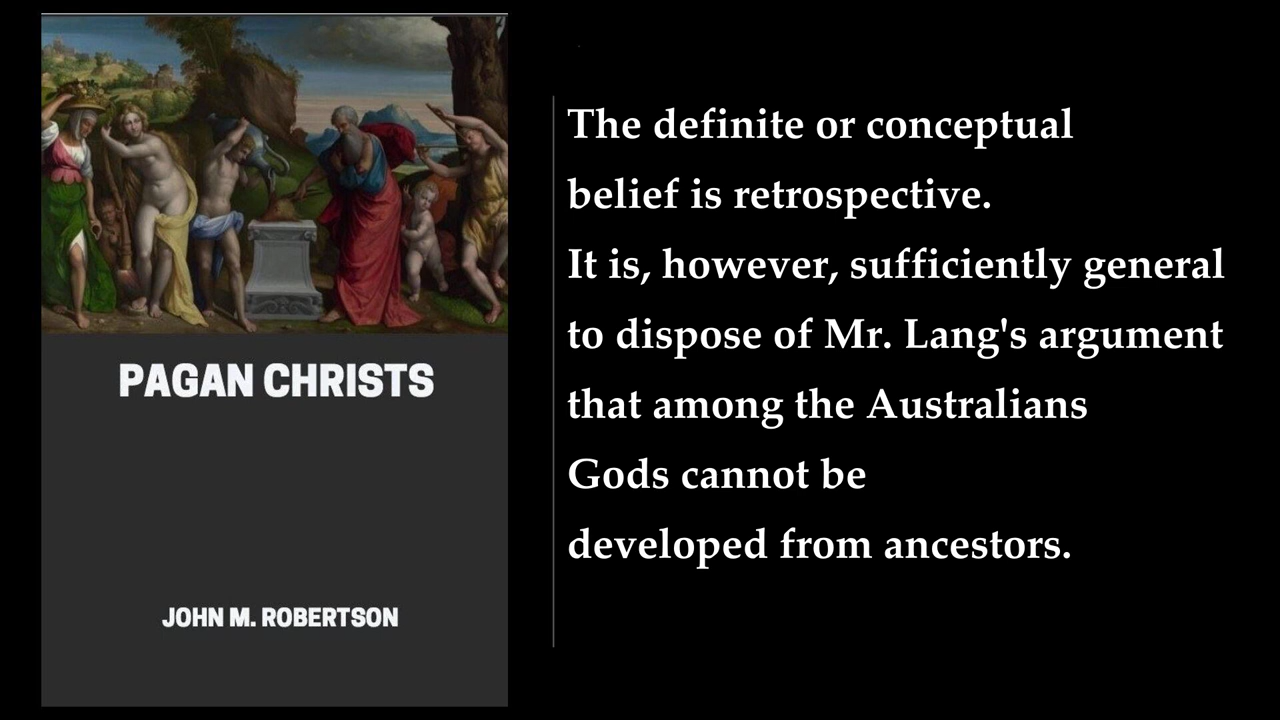 PAGAN CHRISTS
JOHN M. ROBERTSON
The definite or conceptual
belief is retrospective.
It is, however, sufficiently general
to dispose of Mr. Lang's argument
that among the Australians
Gods cannot be
developed from ancestors.